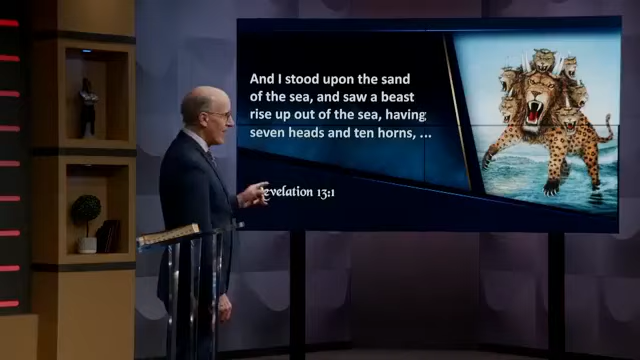 And I stood upon the sand
of the sea, and saw a beast
rise up out of the sea, having
seven heads and ten horns, ...
evelation 13:1